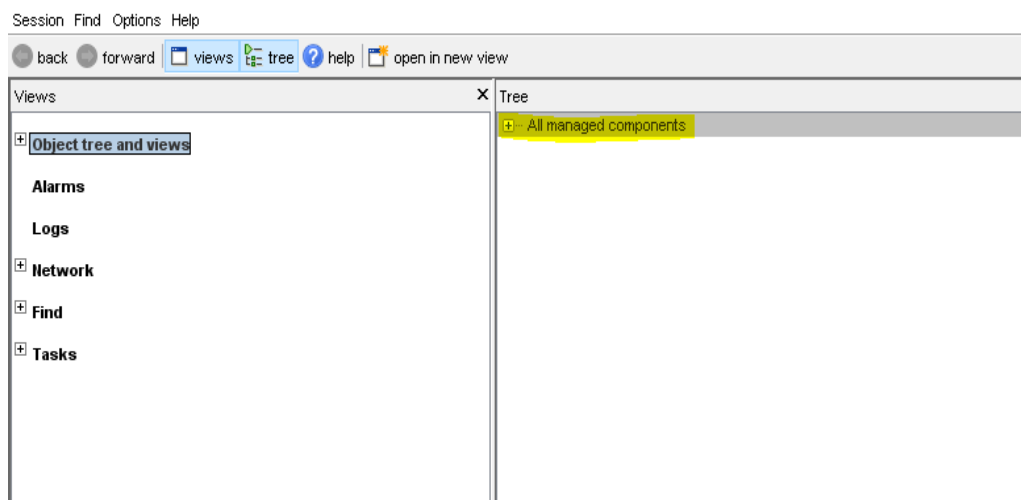 Session Find Options Help
back forward views tree help open in new view
Views X Tree
All managed components
Object tree and views
Alarms
Logs
Network
Find
Tasks